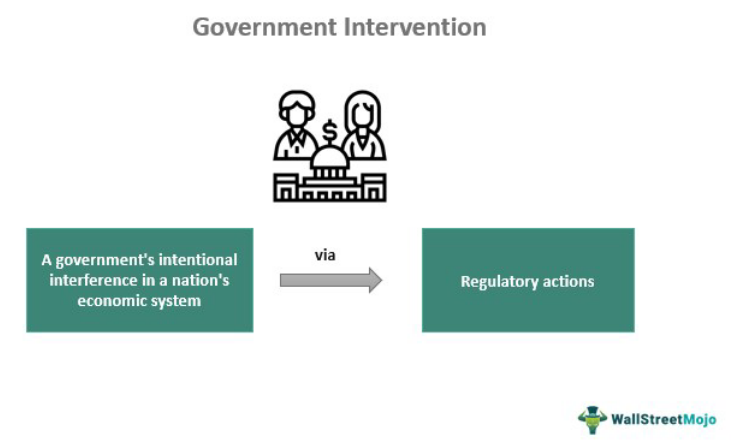 Government Intervention
$
A government's intentional
interference in a nation's
economic system
via
Regulatory actions
WallStreetMojo